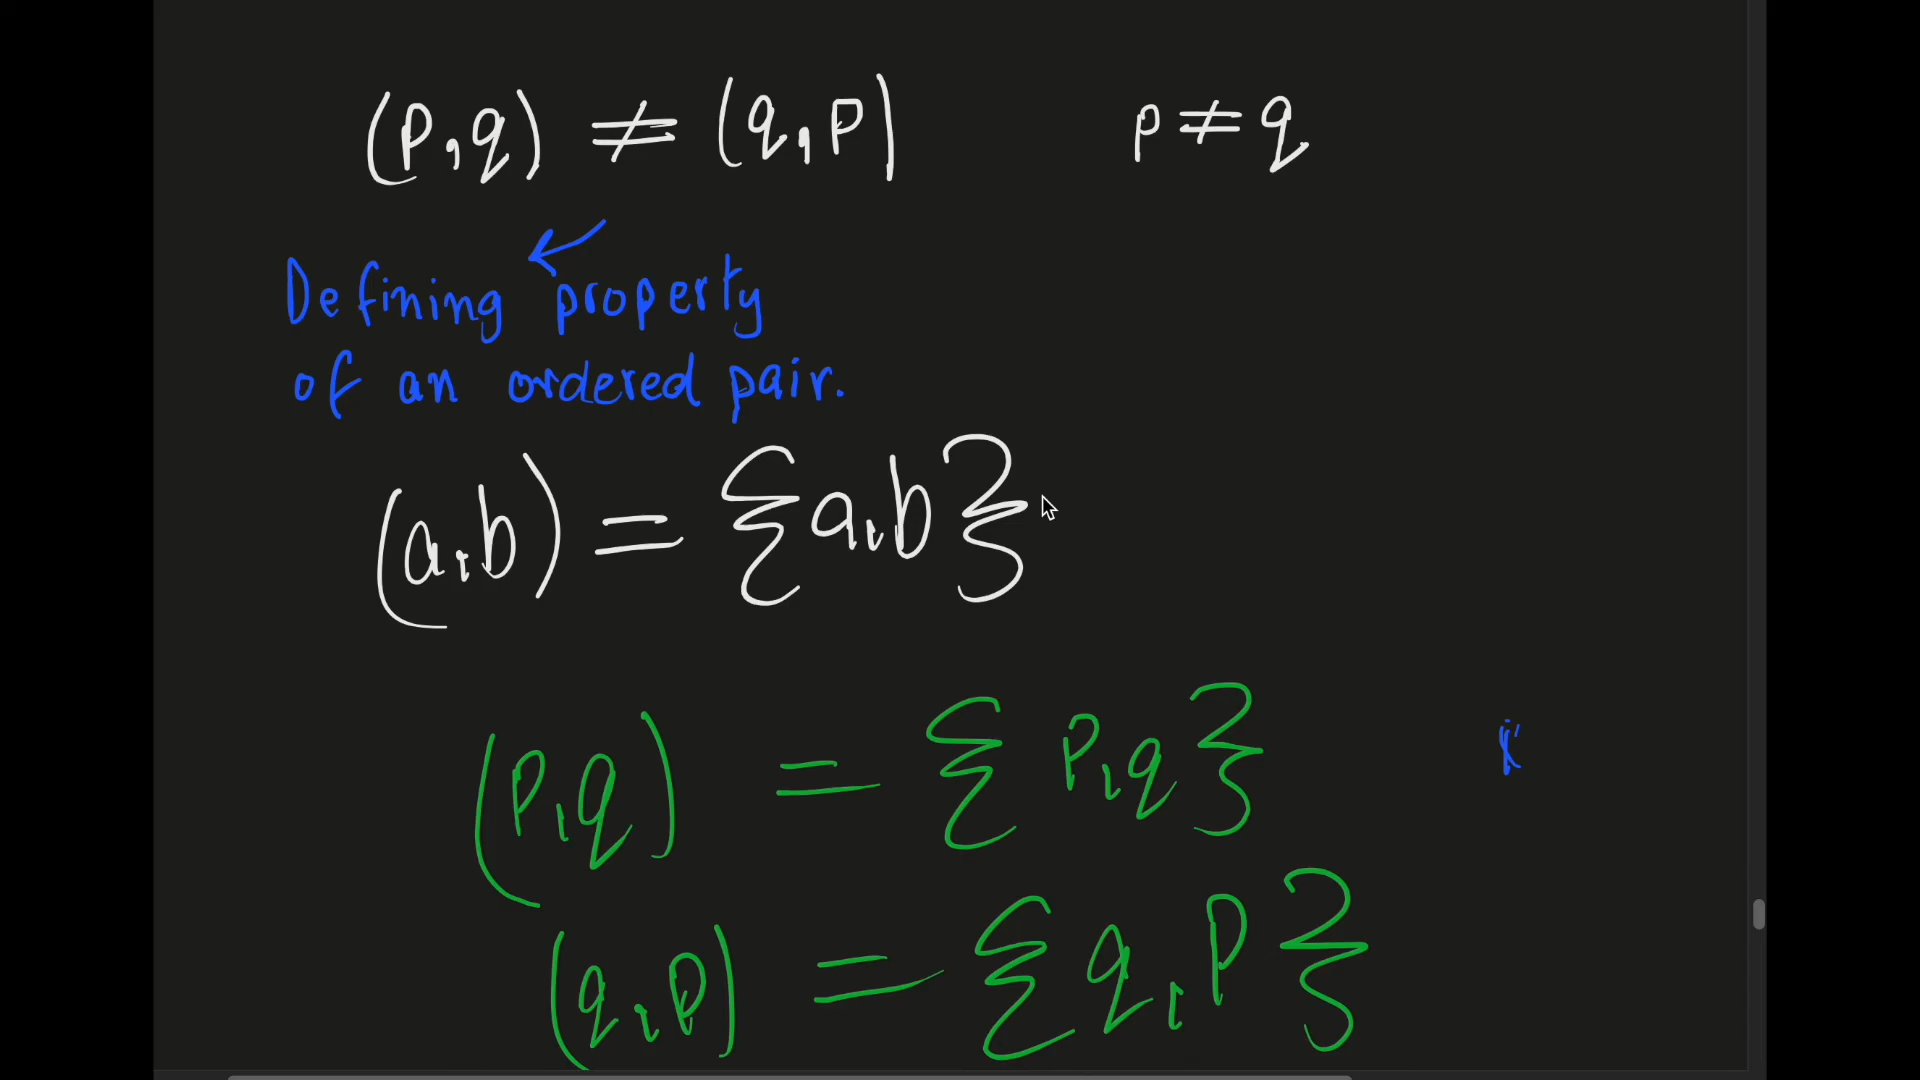 (p,q) ≠ (q,p) p ≠ q
Defining property
of an ordered pair.
(a,b) = {a,b}
(p,q) = {p,q}
(q,p) = {q,p}